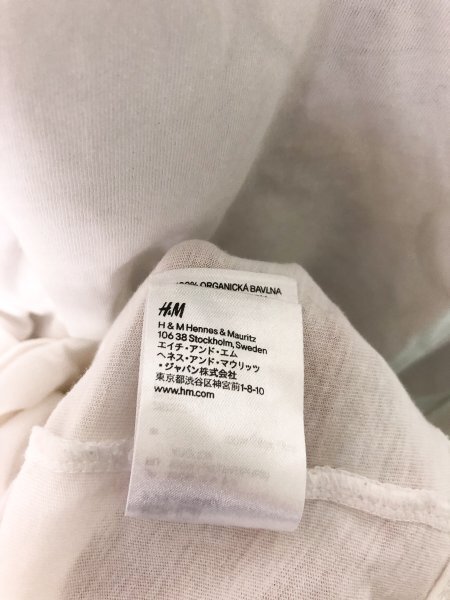 100% ORGANICKÁ BAVLNA
H&M
H & M Hennes & Mauritz
106 38 Stockholm, Sweden
エイチ・アンド・エム
ヘネス・アンド・マウリッツ
・ジャパン株式会社
東京都渋谷区神宮前1-8-10
www.hm.com